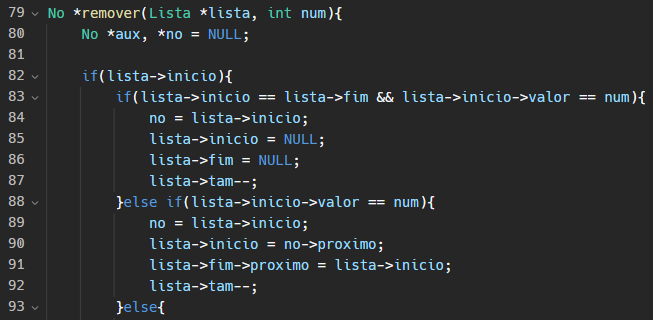 79 No *remover(Lista *lista, int num){
80     No *aux, *no = NULL;
81
82     if(lista->inicio){
83         if(lista->inicio == lista->fim && lista->inicio->valor == num){
84             no = lista->inicio;
85             lista->inicio = NULL;
86             lista->fim = NULL;
87             lista->tam--;
88         }else if(lista->inicio->valor == num){
89             no = lista->inicio;
90             lista->inicio = no->proximo;
91             lista->fim->proximo = lista->inicio;
92             lista->tam--;
93         }else{